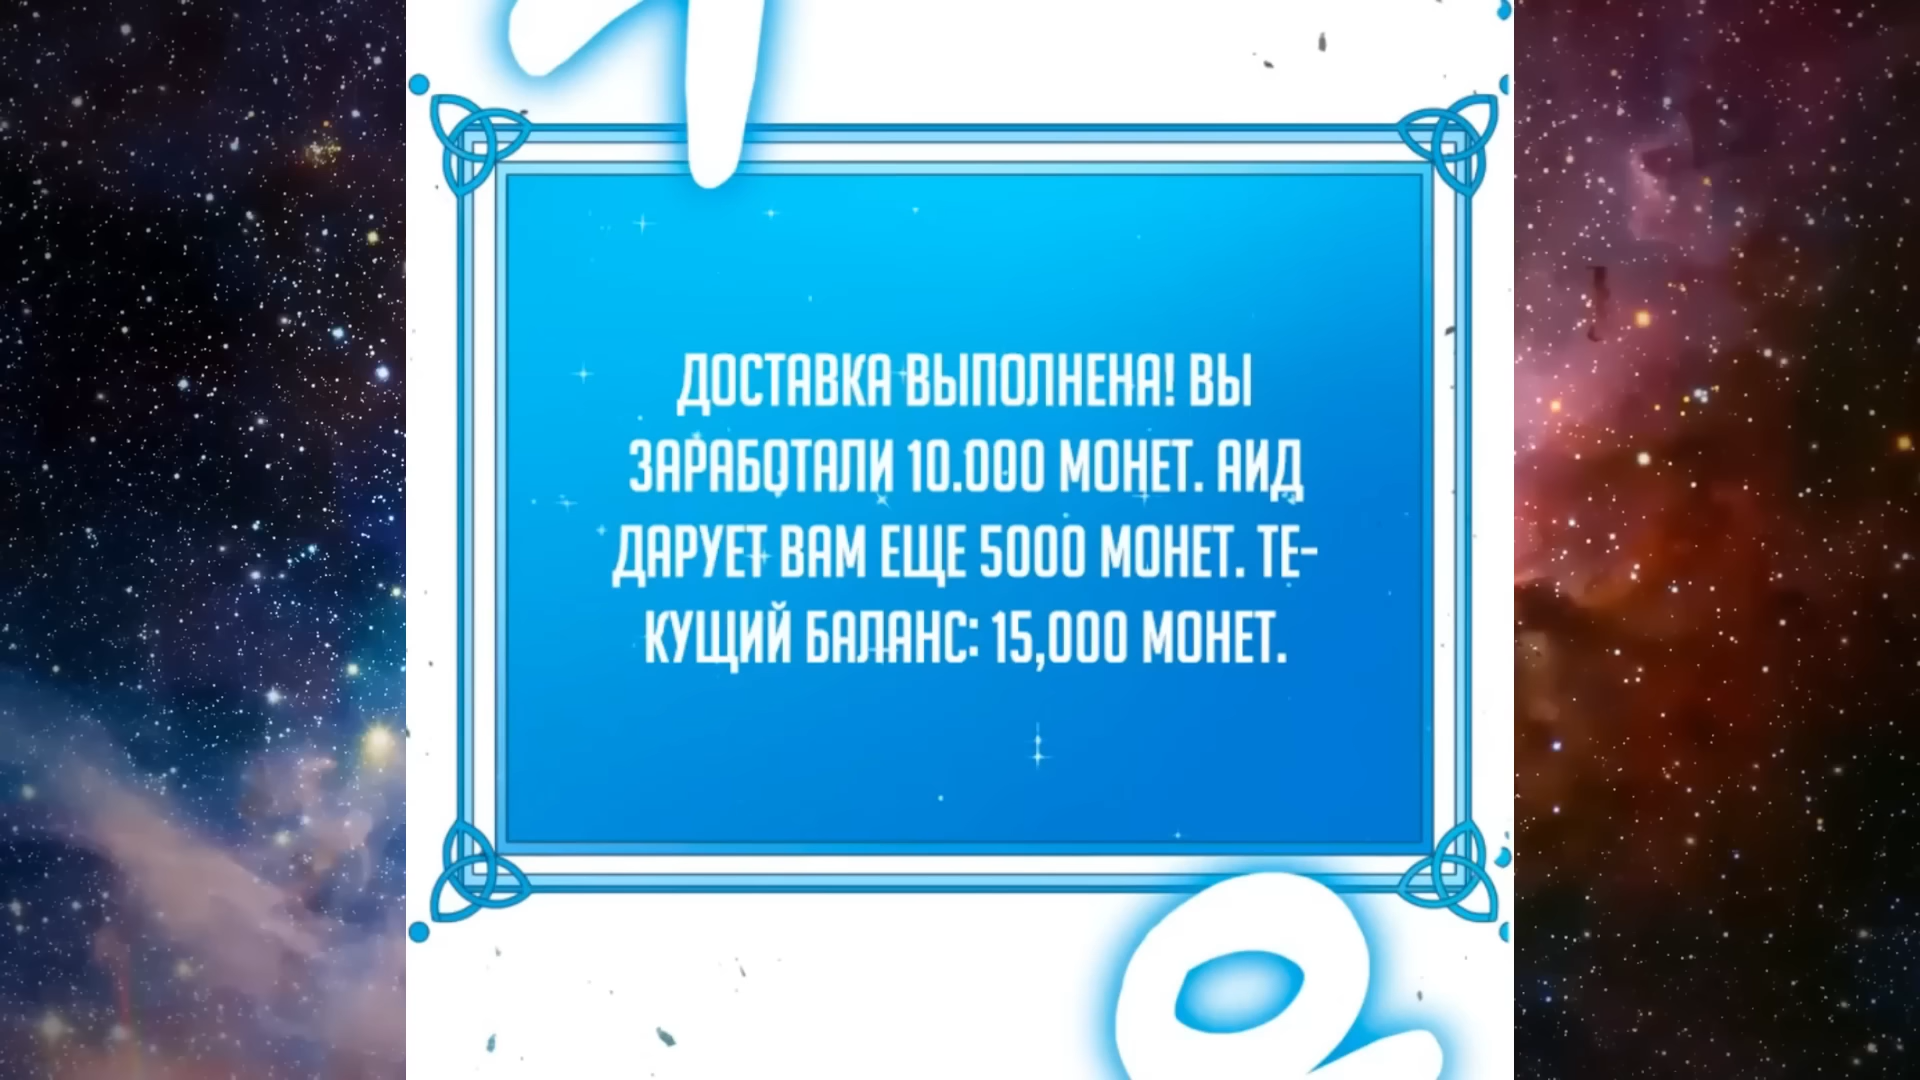 ДОСТАВКА ВЫПОЛНЕНА! ВЫ
ЗАРАБОТАЛИ 10.000 МОНЕТ. АИД
ДАРУЕТ ВАМ ЕЩЕ 5000 МОНЕТ. ТЕ-
КУЩИЙ БАЛАНС: 15,000 МОНЕТ.